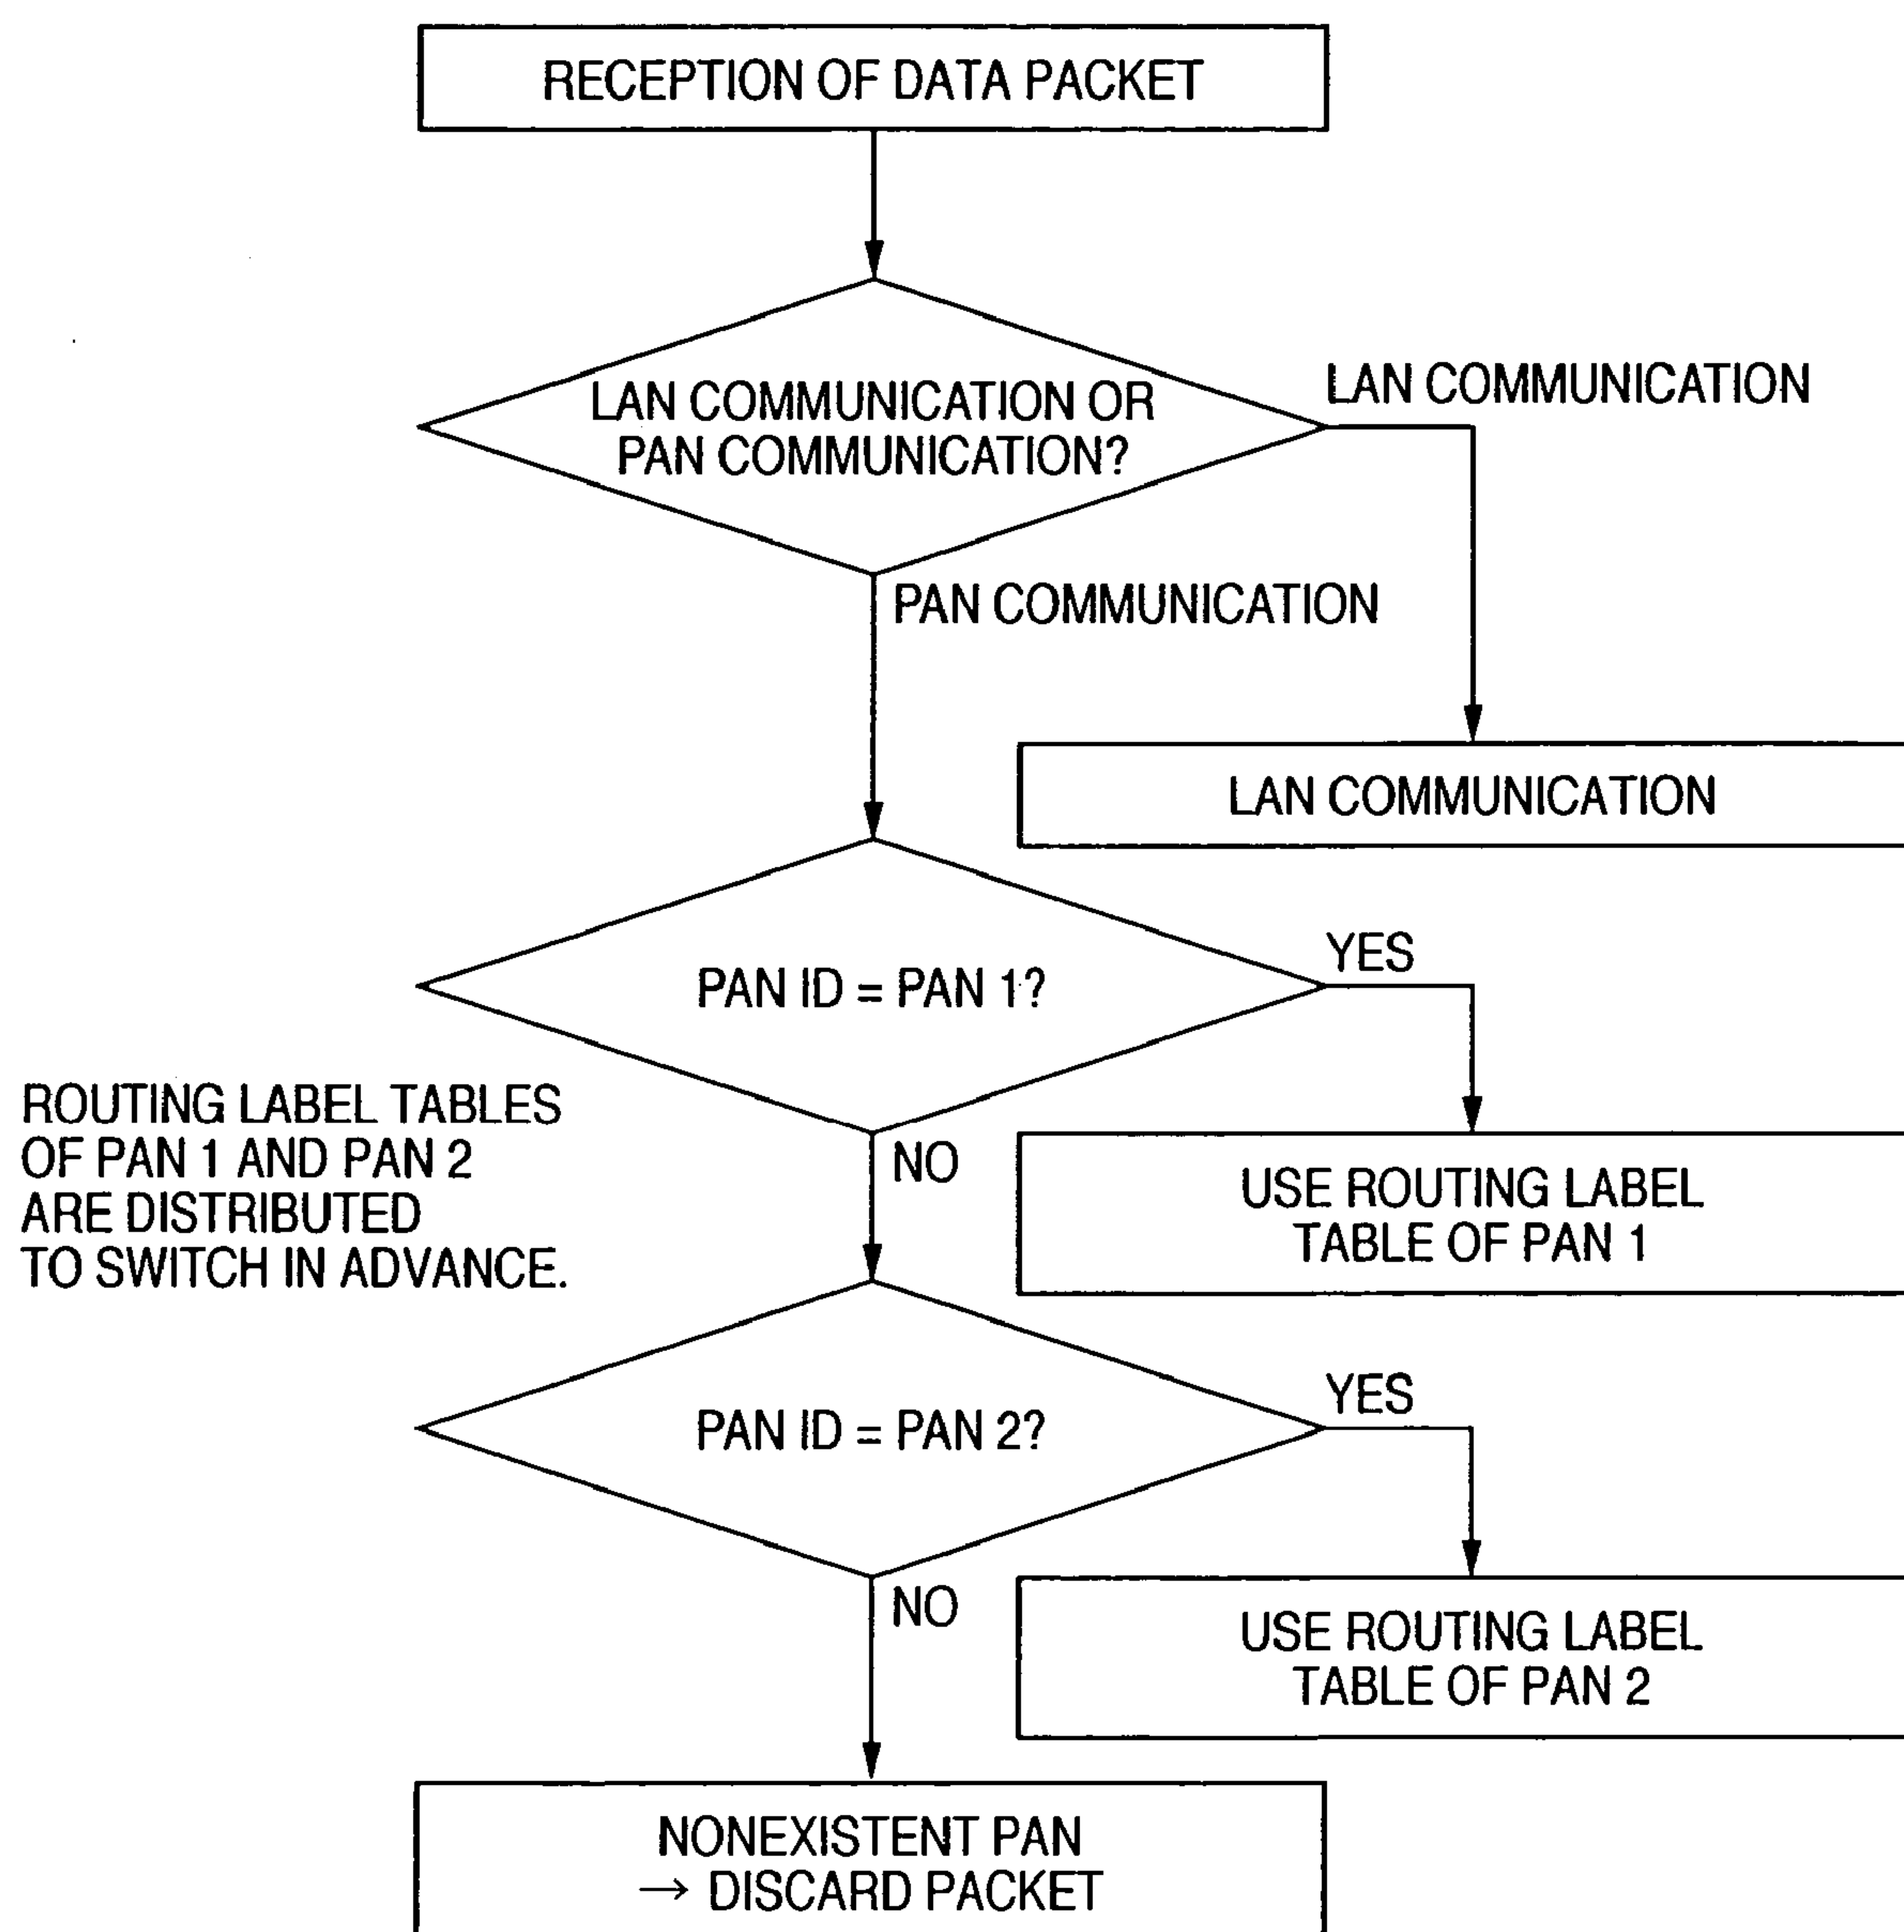 RECEPTION OF DATA PACKET
LAN COMMUNICATION OR
PAN COMMUNICATION?
LAN COMMUNICATION
PAN COMMUNICATION
LAN COMMUNICATION
PAN ID = PAN 1?
YES
ROUTING LABEL TABLES
OF PAN 1 AND PAN 2
ARE DISTRIBUTED
TO SWITCH IN ADVANCE.
NO
USE ROUTING LABEL
TABLE OF PAN 1
PAN ID = PAN 2?
YES
NO
USE ROUTING LABEL
TABLE OF PAN 2
NONEXISTENT PAN
→ DISCARD PACKET